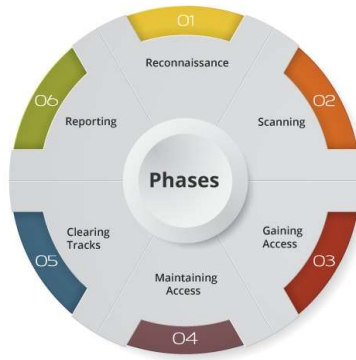 01
Reconnaissance
02
Scanning
03
Gaining
Access
04
Maintaining
Access
05
Clearing
Tracks
06
Reporting
Phases